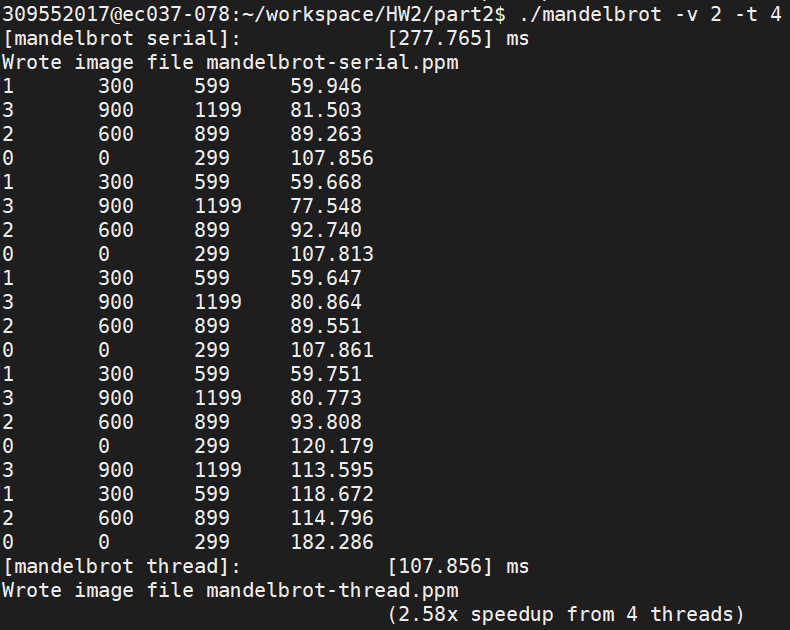 309552017@ec037-078:~/workspace/HW2/part2$ ./mandelbrot -v 2 -t 4
[mandelbrot serial]: [277.765] ms
Wrote image file mandelbrot-serial.ppm
1 300 599 59.946
3 900 1199 81.503
2 600 899 89.263
0 0 299 107.856
1 300 599 59.668
3 900 1199 77.548
2 600 899 92.740
0 0 299 107.813
1 300 599 59.647
3 900 1199 80.864
2 600 899 89.551
0 0 299 107.861
1 300 599 59.751
3 900 1199 80.773
2 600 899 93.808
0 0 299 120.179
3 900 1199 113.595
1 300 599 118.672
2 600 899 114.796
0 0 299 182.286
[mandelbrot thread]: [107.856] ms
Wrote image file mandelbrot-thread.ppm
(2.58x speedup from 4 threads)